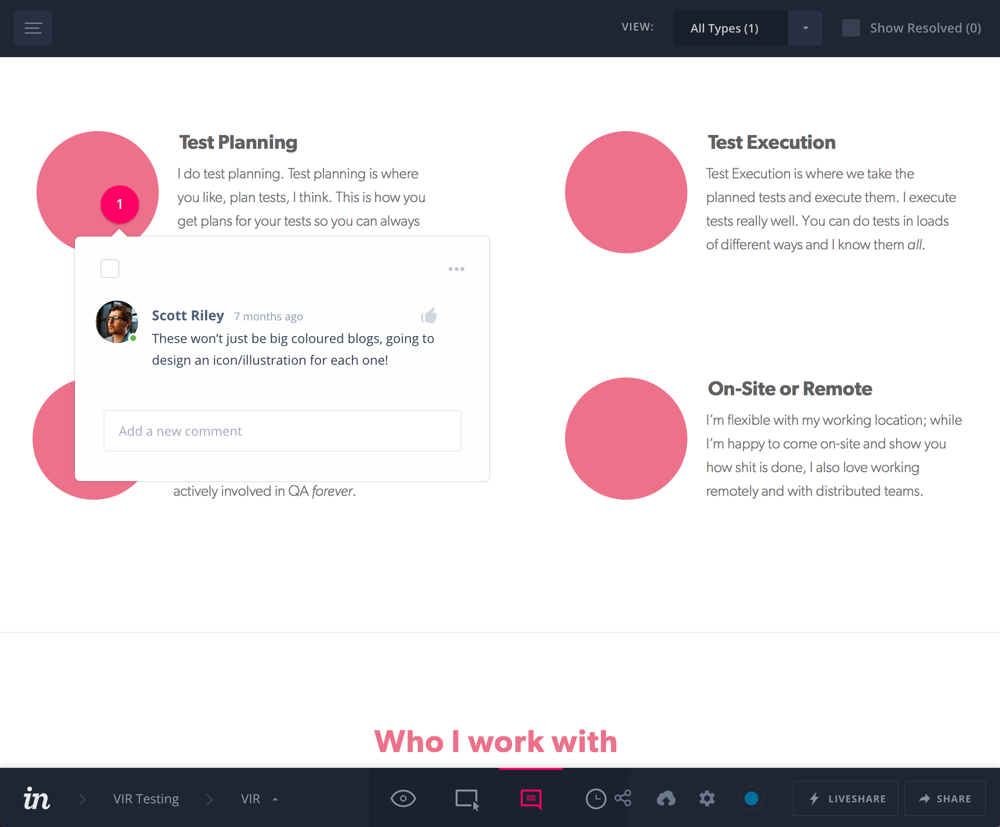 VIEW:
All Types (1)
Show Resolved (0)
Test Planning
I do test planning. Test planning is where
you like, plan tests, I think. This is how you
get plans for your tests so you can always
1
Test Execution
Test Execution is where we take the
planned tests and execute them. I execute
tests really well. You can do tests in loads
of different ways and I know them all.
Scott Riley 7 months ago
These won’t just be big coloured blogs, going to
design an icon/illustration for each one!
Add a new comment
actively involved in QA forever.
On-Site or Remote
I’m flexible with my working location; while
I’m happy to come on-site and show you
how shit is done, I also love working
remotely and with distributed teams.
Who I work with
in
VIR Testing
VIR
LIVESHARE
SHARE